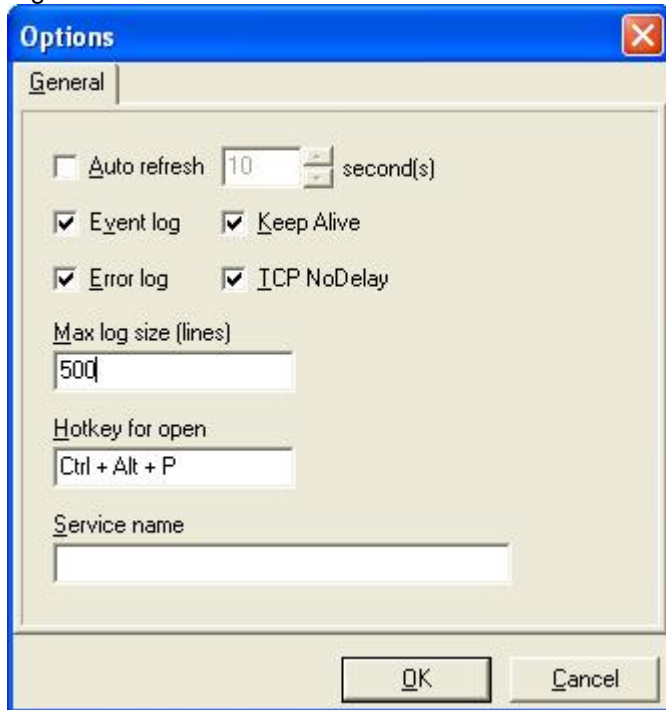 Options
General
Auto refresh 10 second(s)
Event log Keep Alive
Error log TCP NoDelay
Max log size (lines)
500
Hotkey for open
Ctrl + Alt + P
Service name
OK Cancel